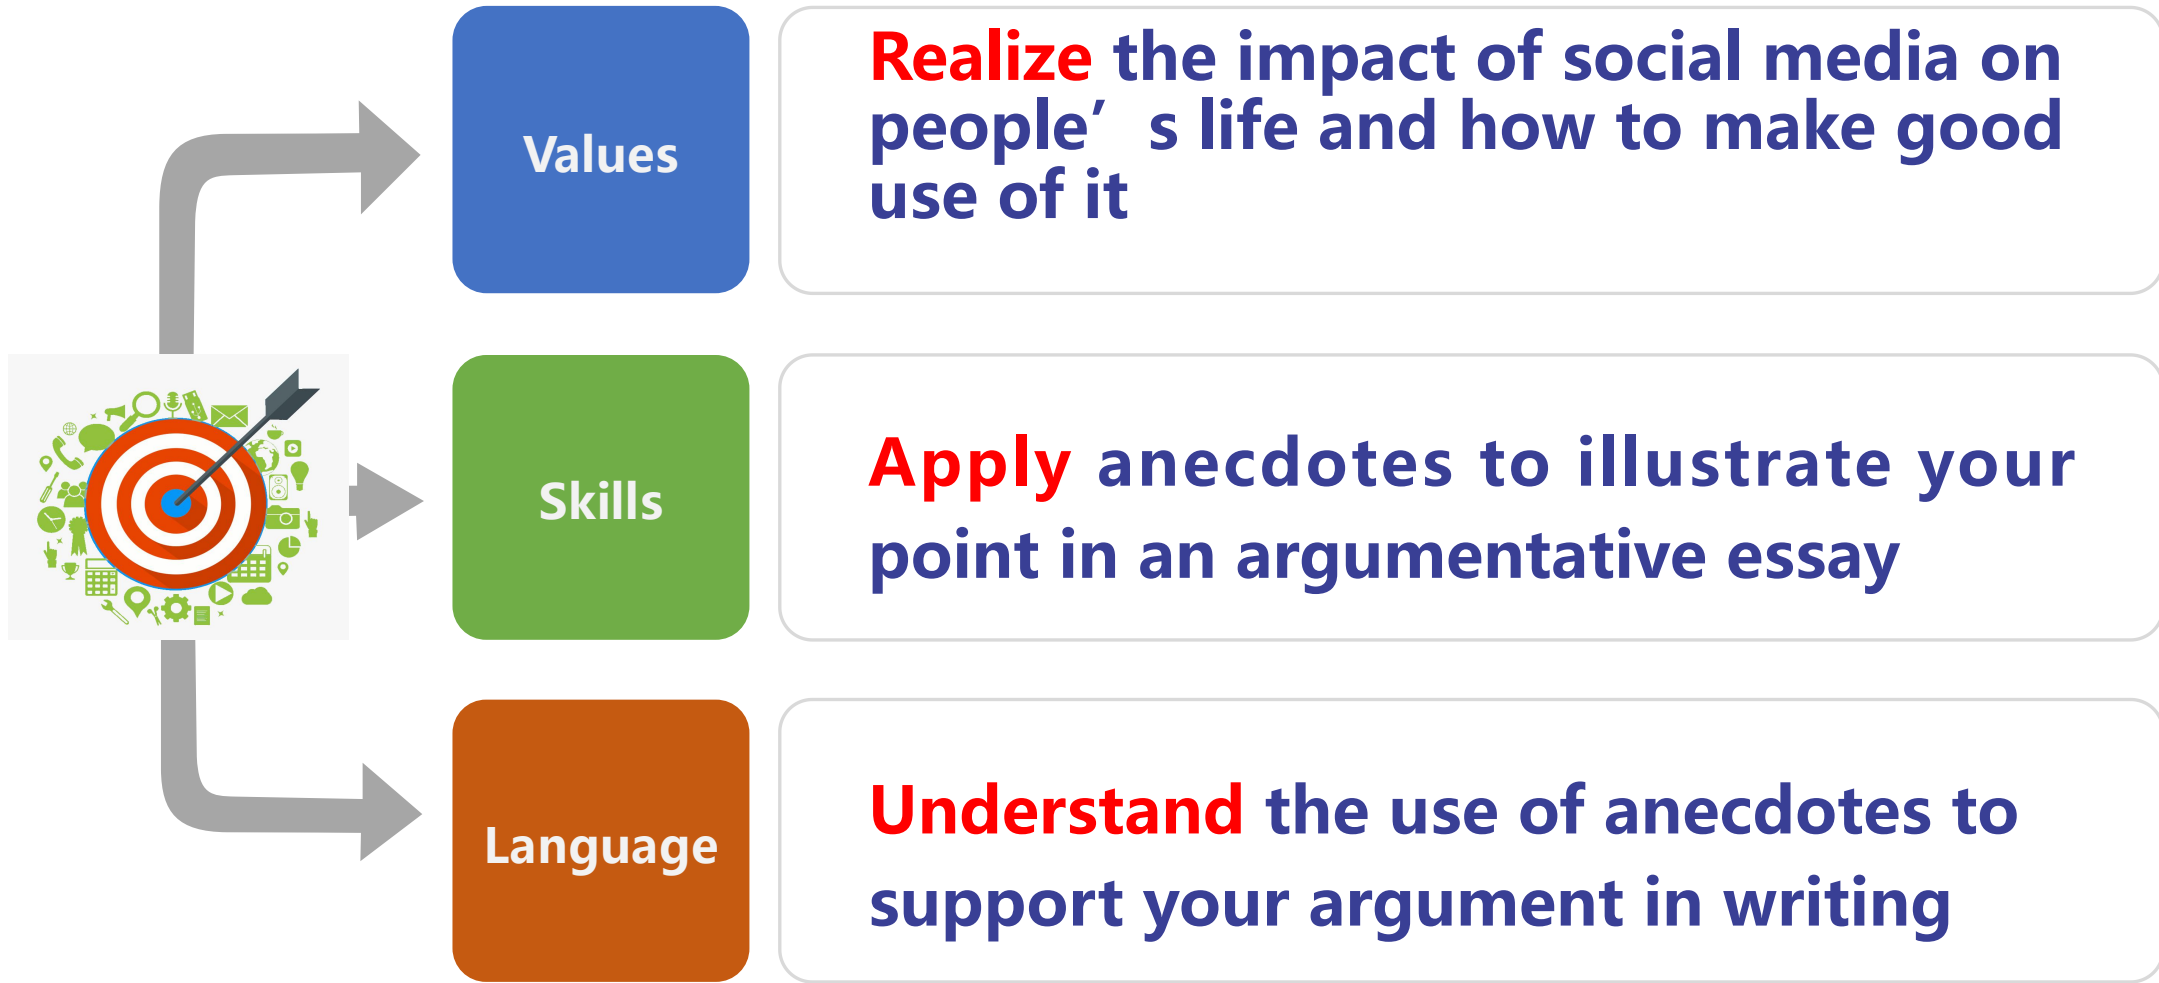 Values
Realize the impact of social media on
people’ s life and how to make good
use of it
Skills
Apply anecdotes to illustrate your
point in an argumentative essay
Language
Understand the use of anecdotes to
support your argument in writing